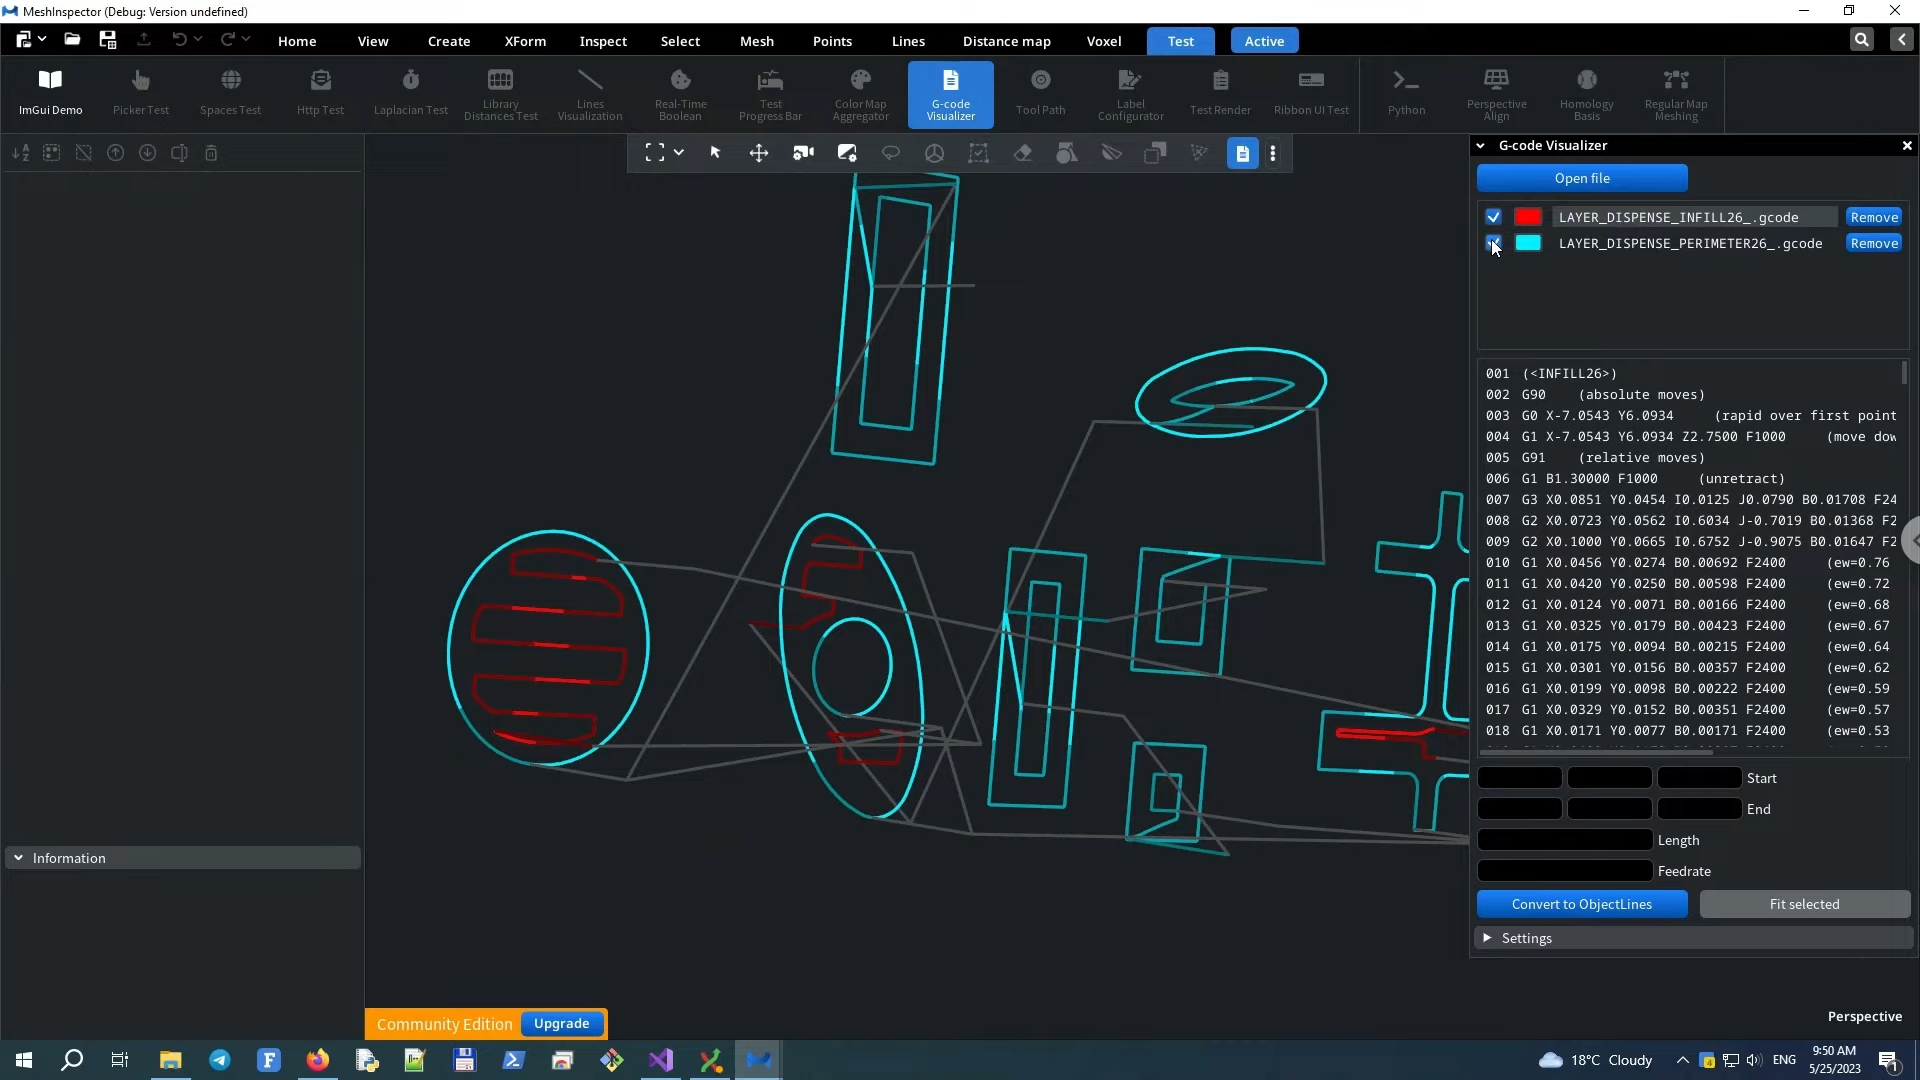 MeshInspector (Debug: Version undefined)
Home View Create XForm Inspect Select Mesh Points Lines Distance map Voxel Test Active
ImGui Demo
Picker Test
Spaces Test
Http Test
Laplacian Test
Library
Distances Test
Lines
Visualization
Real-Time
Boolean
Test
Progress Bar
Color Map
Aggregator
G-code
Visualizer
Tool Path
Label
Configurator
Test Render
Ribbon UI Test
Python
Perspective
Align
Homology
Basis
Regular Map
Meshing
G-code Visualizer
Open file
LAYER_DISPENSE_INFILL26_.gcode Remove
LAYER_DISPENSE_PERIMETER26_.gcode Remove
001 (<INFILL26>)
002 G90 (absolute moves)
003 G0 X-7.0543 Y6.0934 (rapid over first point
004 G1 X-7.0543 Y6.0934 Z2.7500 F1000 (move dow
005 G91 (relative moves)
006 G1 B1.30000 F1000 (unretract)
007 G3 X0.0851 Y0.0454 I0.0125 J0.0790 B0.01708 F24
008 G2 X0.0723 Y0.0562 I0.6034 J-0.7019 B0.01368 F2
009 G2 X0.1000 Y0.0665 I0.6752 J-0.9075 B0.01647 F2
010 G1 X0.0456 Y0.0274 B0.00692 F2400 (ew=0.76
011 G1 X0.0420 Y0.0250 B0.00598 F2400 (ew=0.72
012 G1 X0.0124 Y0.0071 B0.00166 F2400 (ew=0.68
013 G1 X0.0325 Y0.0179 B0.00423 F2400 (ew=0.67
014 G1 X0.0175 Y0.0094 B0.00215 F2400 (ew=0.64
015 G1 X0.0301 Y0.0156 B0.00357 F2400 (ew=0.62
016 G1 X0.0199 Y0.0098 B0.00222 F2400 (ew=0.59
017 G1 X0.0329 Y0.0152 B0.00351 F2400 (ew=0.57
018 G1 X0.0171 Y0.0077 B0.00171 F2400 (ew=0.53
Start
End
Length
Feedrate
Convert to ObjectLines Fit selected
Settings
Information
Community Edition Upgrade
Perspective
18°C Cloudy
ENG
9:50 AM
5/25/2023